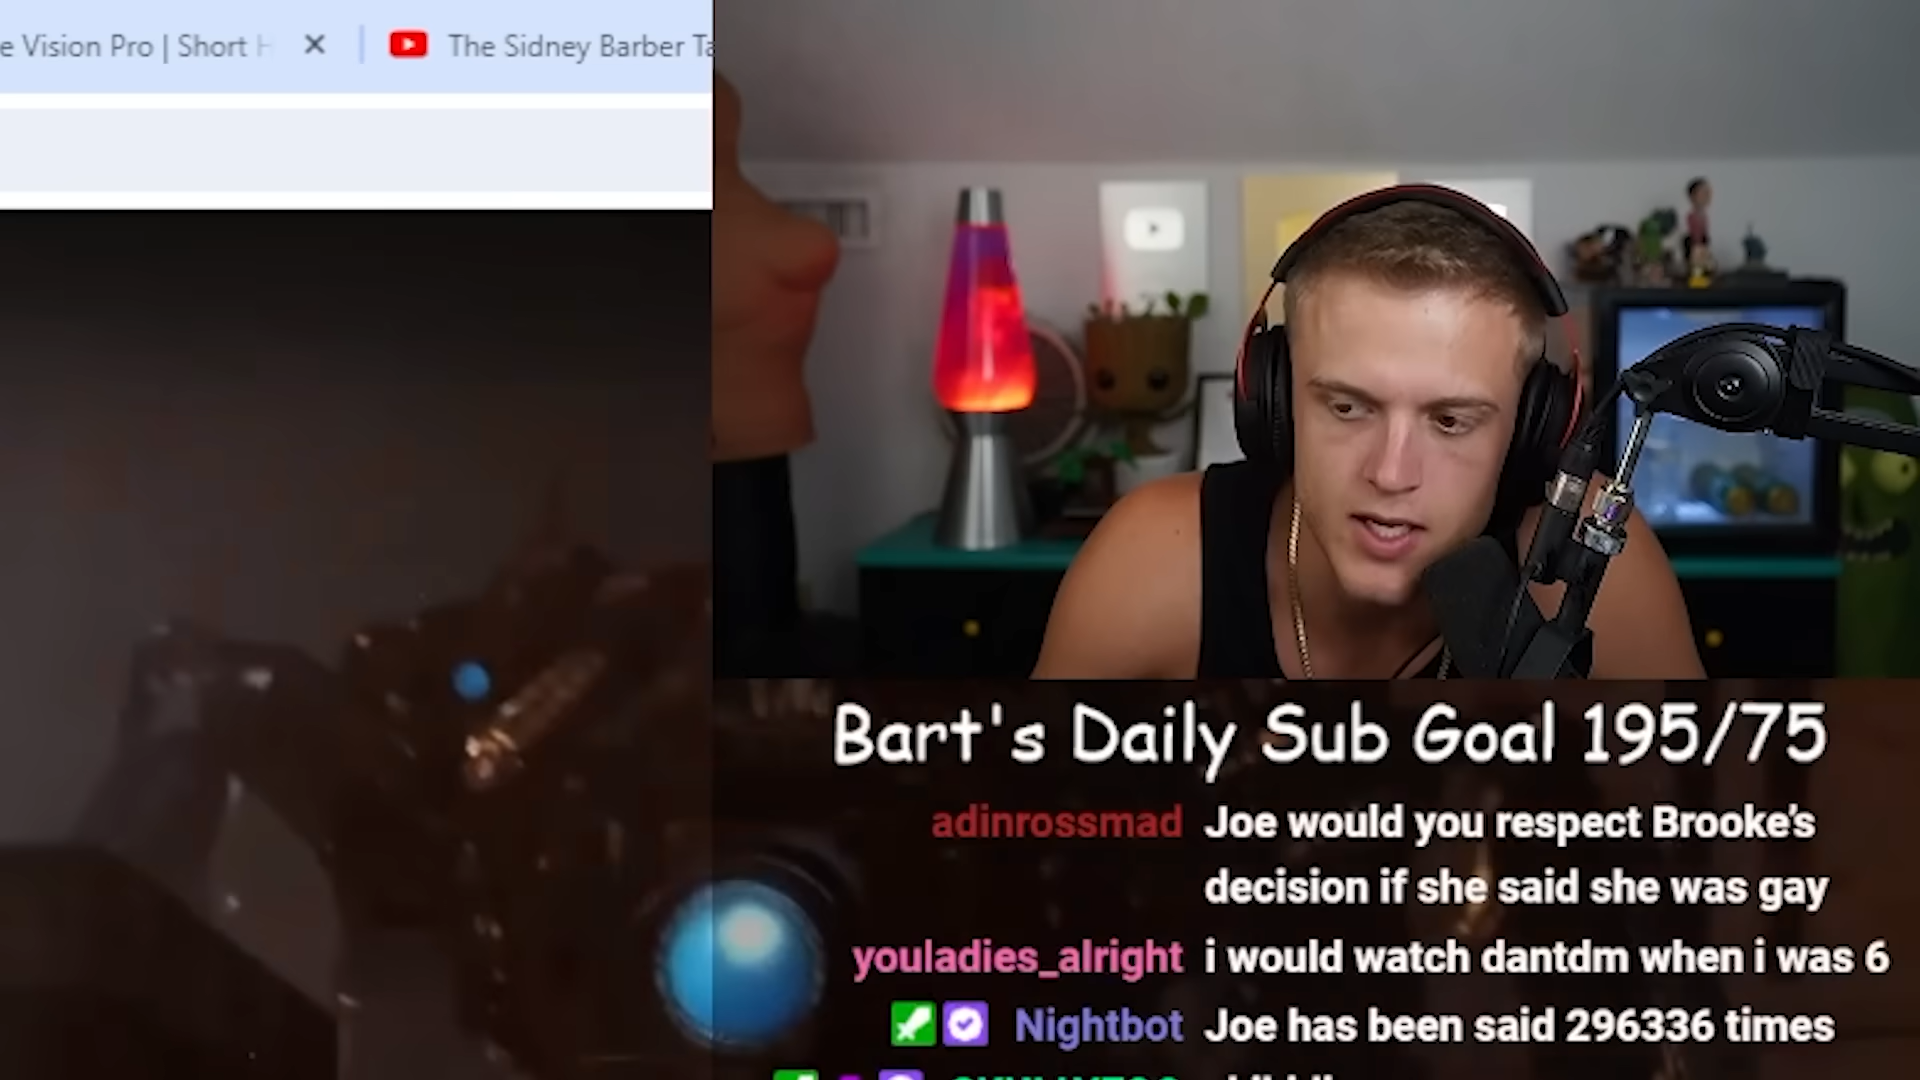 e Vision Pro | Short H
The Sidney Barber Ta
Bart's Daily Sub Goal 195/75
adinrossmad Joe would you respect Brooke's
decision if she said she was gay
youladies_alright i would watch dantdm when i was 6
Nightbot Joe has been said 296336 times